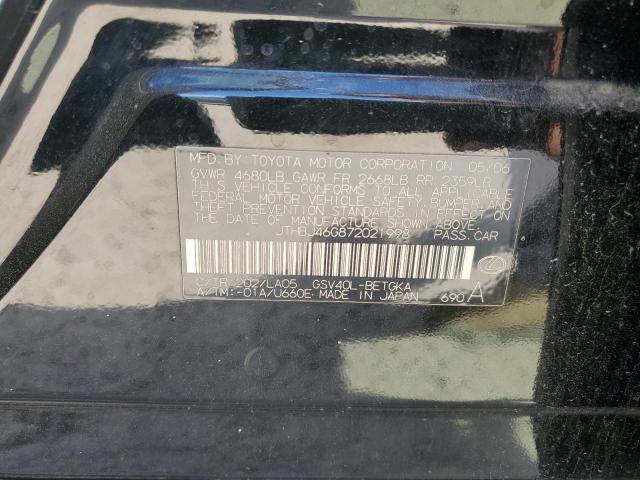 MFD. BY: TOYOTA MOTOR CORPORATION 05/06
GVWR 4680LB GAWR FR 2668LB RR 2359LB
THIS VEHICLE CONFORMS TO ALL APPLICABLE
FEDERAL MOTOR VEHICLE SAFETY, BUMPER, AND
THEFT PREVENTION STANDARDS IN EFFECT ON
THE DATE OF MANUFACTURE SHOWN ABOVE.
JTHBJ46G872021998 PASS. CAR
C/TR: 202/LA05 GSV40L-BETGKA
A/TM: -01A/U660E MADE IN JAPAN 690 A